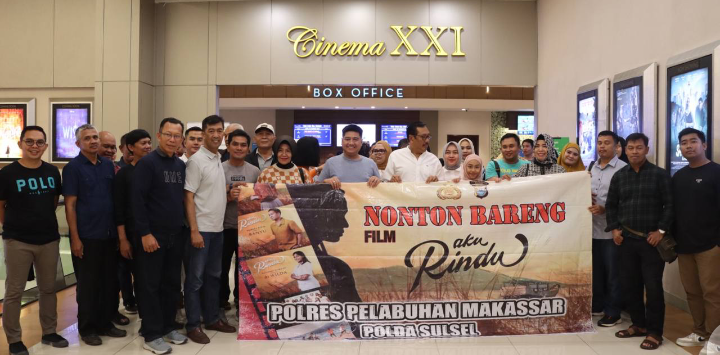 Cinema XXI
BOX OFFICE
POLO
NONTON BARENG
FILM
aku
Rindu
POLRES PELABUHAN MAKASSAR
POLDA SULSEL